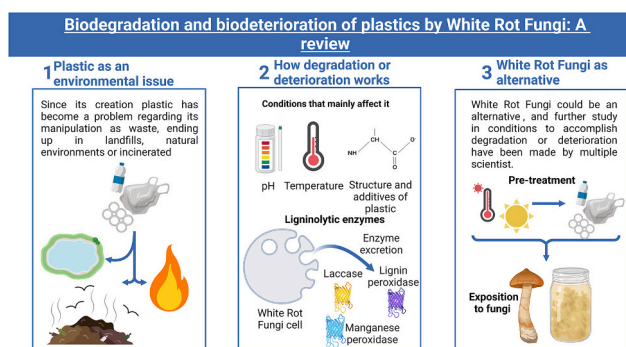 Biodegradation and biodeterioration of plastics by White Rot Fungi: A
review
1 Plastic as an
environmental issue
Since its creation plastic has
become a problem regarding its
manipulation as waste, ending
up in landfills, natural
environments or incinerated
2 How degradation or
deterioration works
Conditions that mainly affect it
NH
CH
C
O
O-
pH
Temperature
Structure and
additives of
plastic
Ligninolytic enzymes
Enzyme
excretion
Laccase
Lignin
peroxidase
White Rot
Fungi cell
Manganese
peroxidase
3 White Rot Fungi as
alternative
White Rot Fungi could be an
alternative , and further study
in conditions to accomplish
degradation or deterioration
have been made by multiple
scientist.
Pre-treatment
Exposition
to fungi